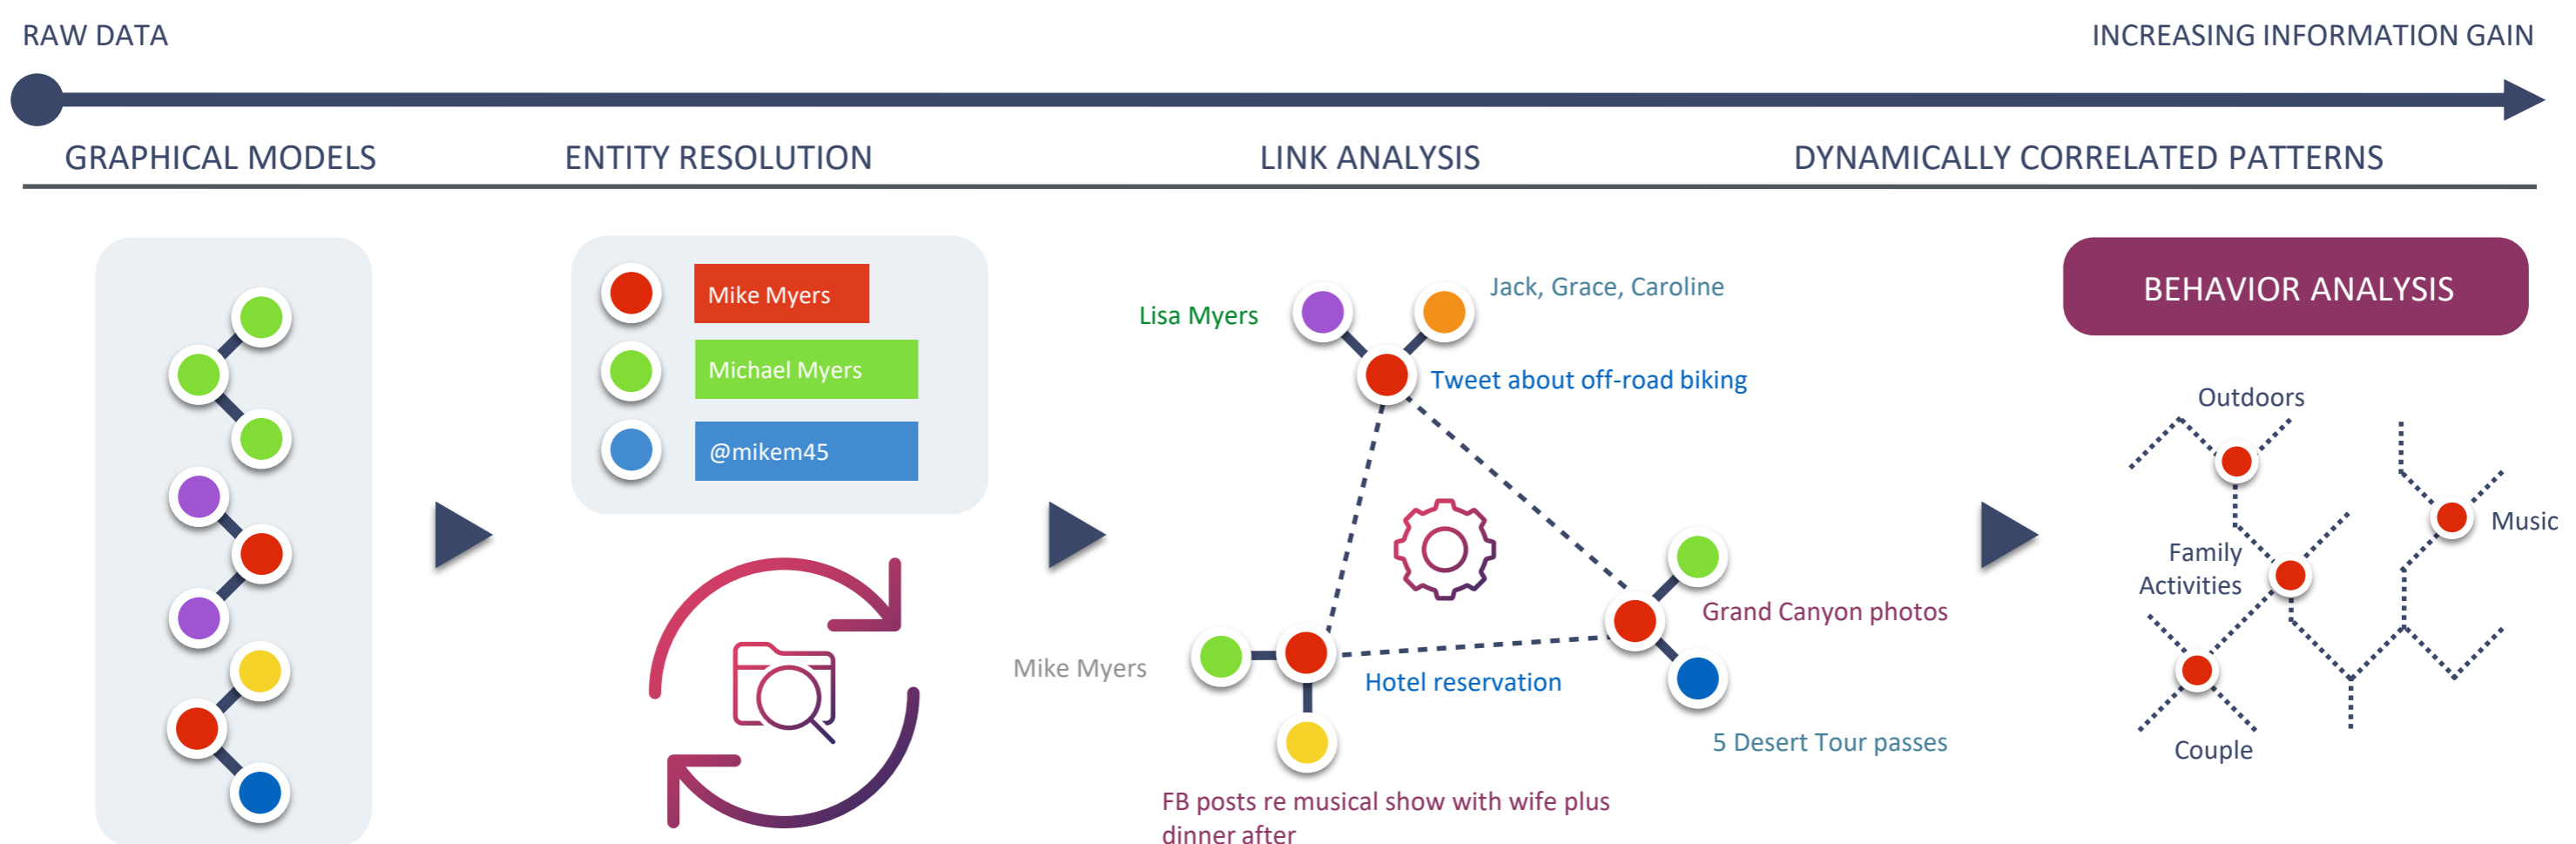 RAW DATA
INCREASING INFORMATION GAIN
GRAPHICAL MODELS
ENTITY RESOLUTION
LINK ANALYSIS
DYNAMICALLY CORRELATED PATTERNS
Mike Myers
Michael Myers
@mikem45
Lisa Myers
Jack, Grace, Caroline
Tweet about off-road biking
Grand Canyon photos
Mike Myers
Hotel reservation
5 Desert Tour passes
FB posts re musical show with wife plus
dinner after
BEHAVIOR ANALYSIS
Outdoors
Music
Family
Activities
Couple